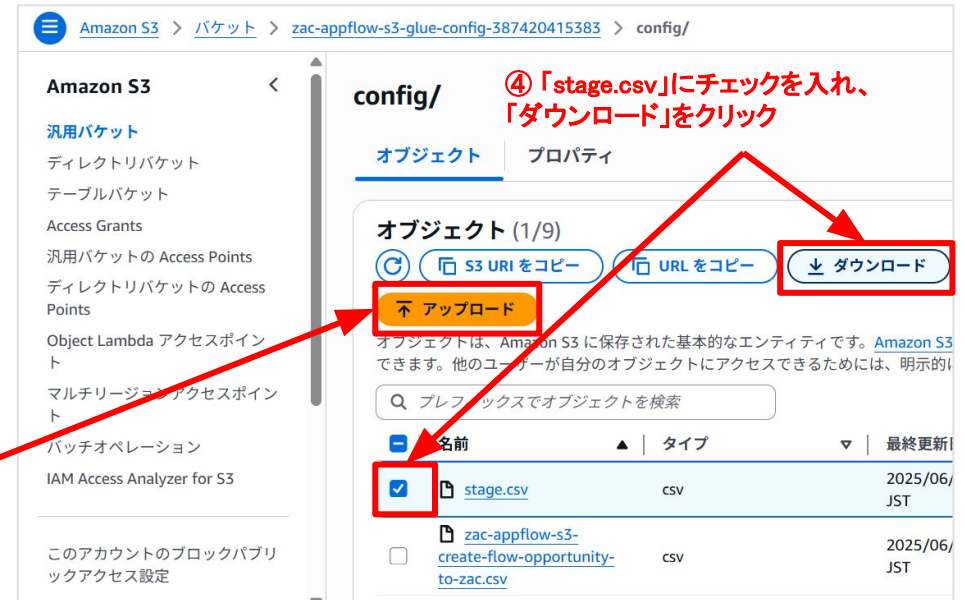 Amazon S3 > バケット > zac-appflow-s3-glue-config-387420415383 > config/
Amazon S3
汎用バケット
ディレクトリバケット
テーブルバケット
Access Grants
汎用バケットの Access Points
ディレクトリバケットの Access
Points
Object Lambda アクセスポイン
ト
マルチリージョンアクセスポイン
ト
バッチオペレーション
IAM Access Analyzer for S3
このアカウントのブロックパブリ
ックアクセス設定
config/
④「stage.csv」にチェックを入れ、
「ダウンロード」をクリック
オブジェクト
プロパティ
オブジェクト (1/9)
S3 URI をコピー
URL をコピー
ダウンロード
アップロード
オブジェクトは、Amazon S3 に保存された基本的なエンティティです。Amazon S3
できます。他のユーザーが自分のオブジェクトにアクセスできるためには、明示的に
プレフィックスでオブジェクトを検索
名前 タイプ 最終更新日
stage.csv csv 2025/06/
JST
zac-appflow-s3-
create-flow-opportunity-
to-zac.csv
csv 2025/06/
JST